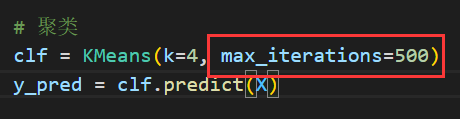 # 聚类
clf = KMeans(k=4, max_iterations=500)
y_pred = clf.predict(X)